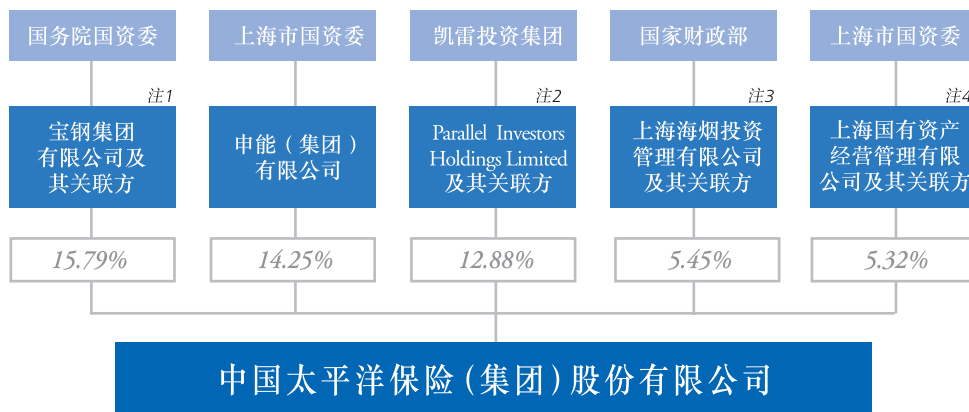 国务院国资委
上海市国资委
凯雷投资集团
国家财政部
上海市国资委
注1
注2
注3
注4
宝钢集团
有限公司及
其关联方
申能（集团）
有限公司
Parallel Investors
Holdings Limited
及其关联方
上海海烟投资
管理有限公司
及其关联方
上海国有资产
经营管理有限
公司及其关联方
15.79%
14.25%
12.88%
5.45%
5.32%
中国太平洋保险（集团）股份有限公司